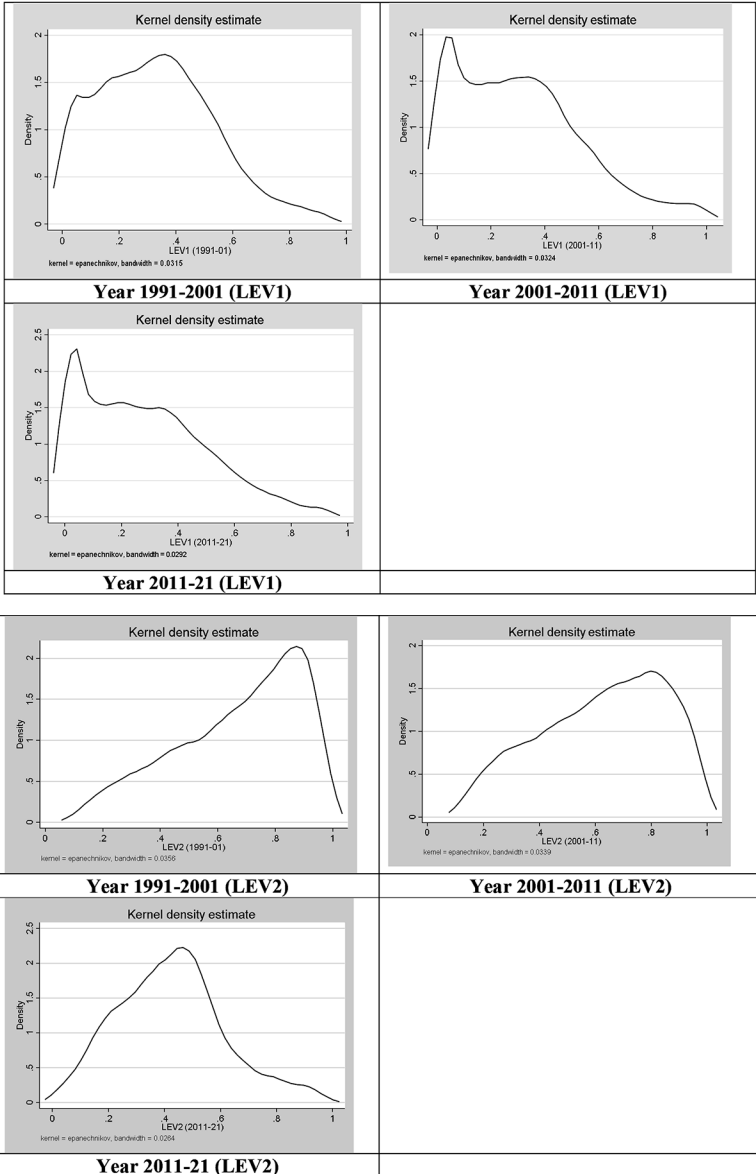 Kernel density estimate
Density
0 .5 1 1.5 2
0 .2 .4 .6 .8 1
LEV1 (1991-01)
kernel = epanechnikov, bandwidth = 0.0315
Year 1991-2001 (LEV1)
Kernel density estimate
Density
0 .5 1 1.5 2
0 .2 .4 .6 .8 1
LEV1 (2001-11)
kernel = epanechnikov, bandwidth = 0.0324
Year 2001-2011 (LEV1)
Kernel density estimate
Density
0 .5 1 1.5 2 2.5
0 .2 .4 .6 .8 1
LEV1 (2011-21)
kernel = epanechnikov, bandwidth = 0.0292
Year 2011-21 (LEV1)
Kernel density estimate
Density
0 .5 1 1.5 2
0 .2 .4 .6 .8 1
LEV2 (1991-01)
kernel = epanechnikov, bandwidth = 0.0356
Year 1991-2001 (LEV2)
Kernel density estimate
Density
0 .5 1 1.5 2
0 .2 .4 .6 .8 1
LEV2 (2001-11)
kernel = epanechnikov, bandwidth = 0.0339
Year 2001-2011 (LEV2)
Kernel density estimate
Density
0 .5 1 1.5 2 2.5
0 .2 .4 .6 .8 1
LEV2 (2011-21)
kernel = epanechnikov, bandwidth = 0.0264
Year 2011-21 (LEV2)